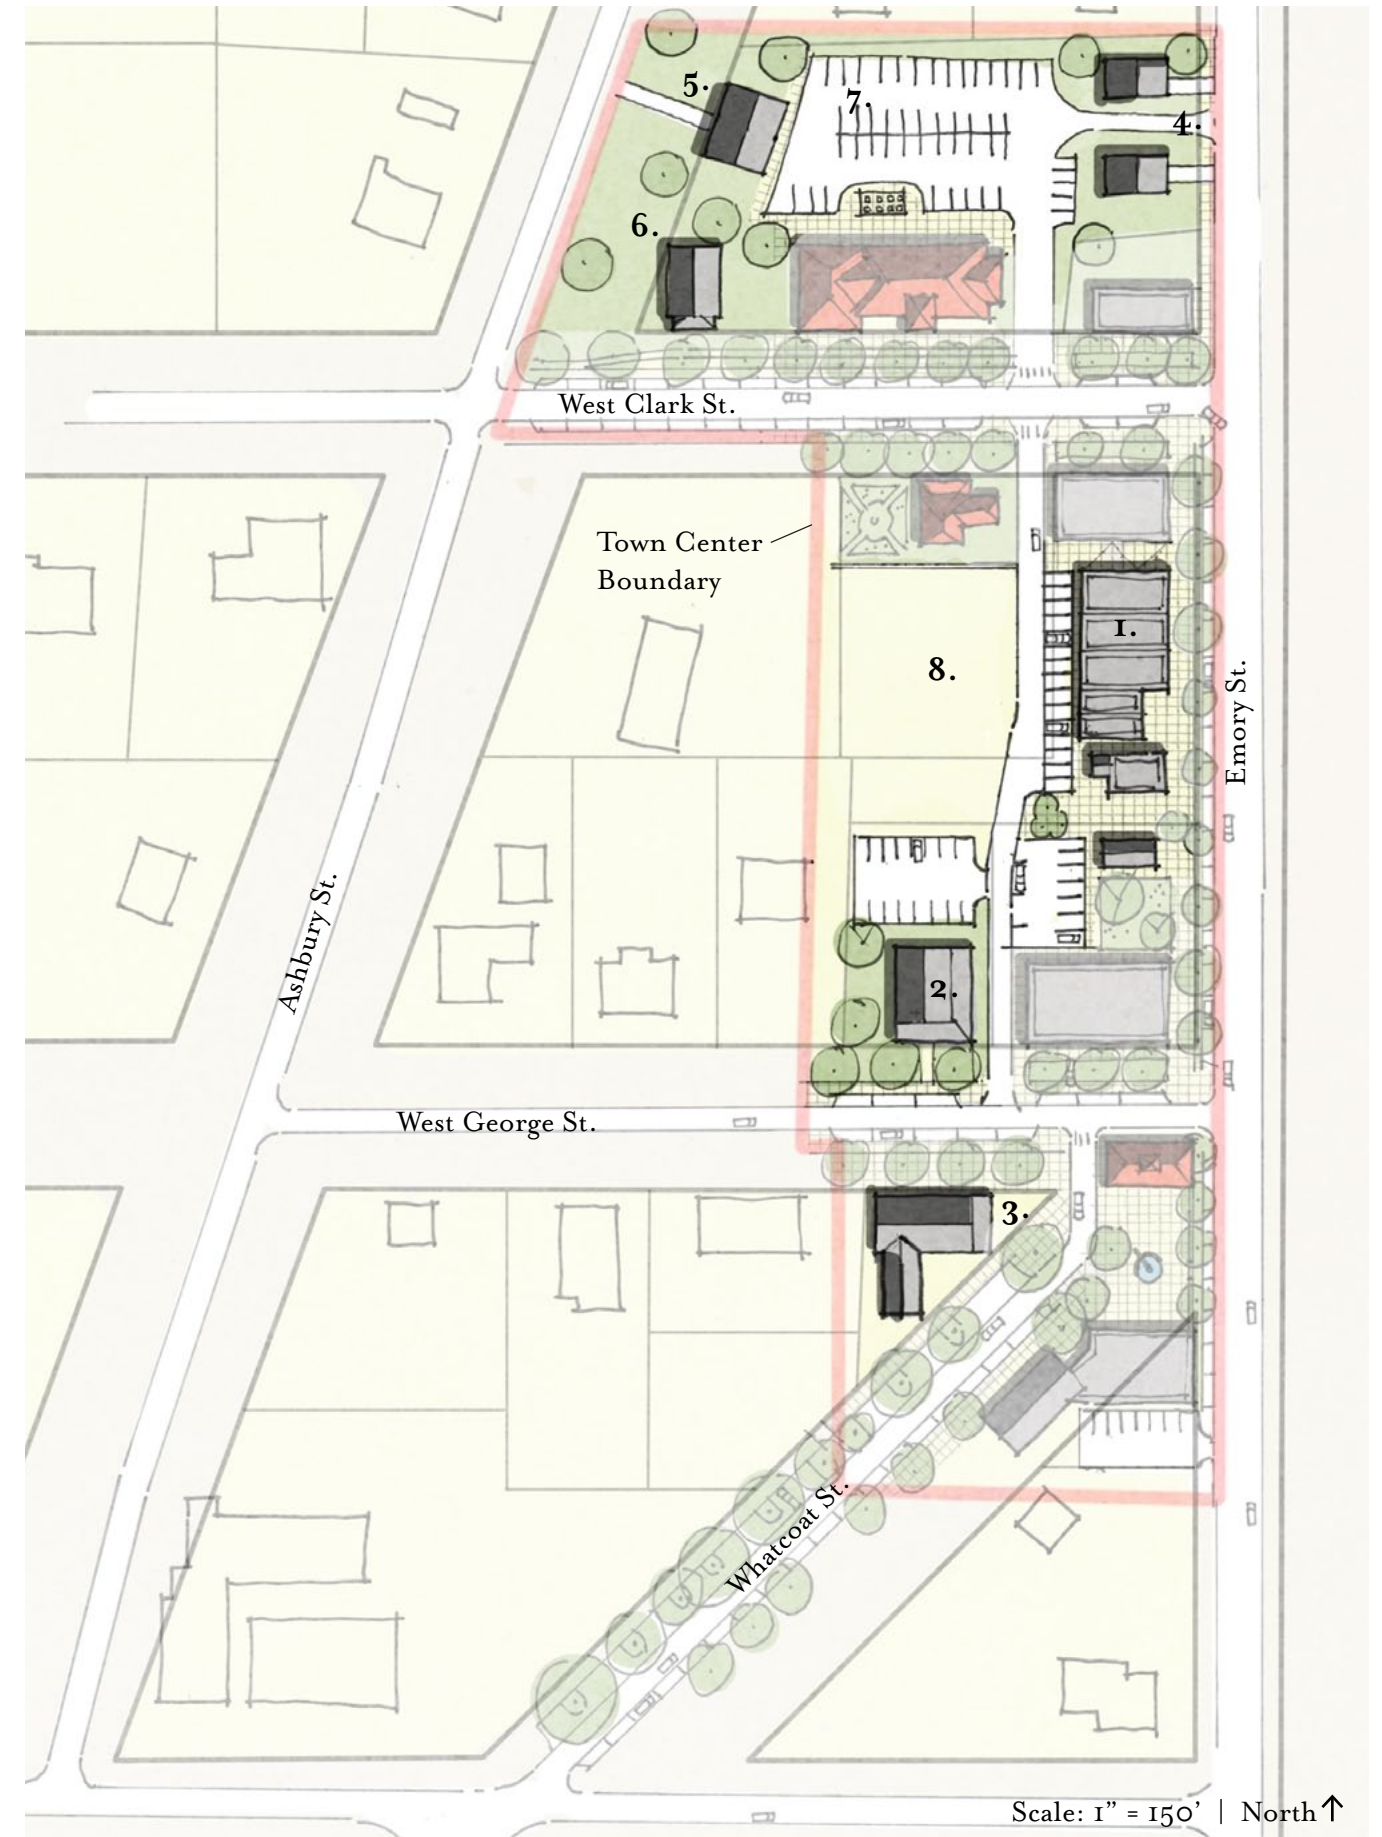 5.
7.
4.
6.
West Clark St.
Town Center
Boundary
1.
8.
Emory St.
Ashbury St.
2.
West George St.
3.
Whatcoat St.
Scale: 1” = 150’ | North↑